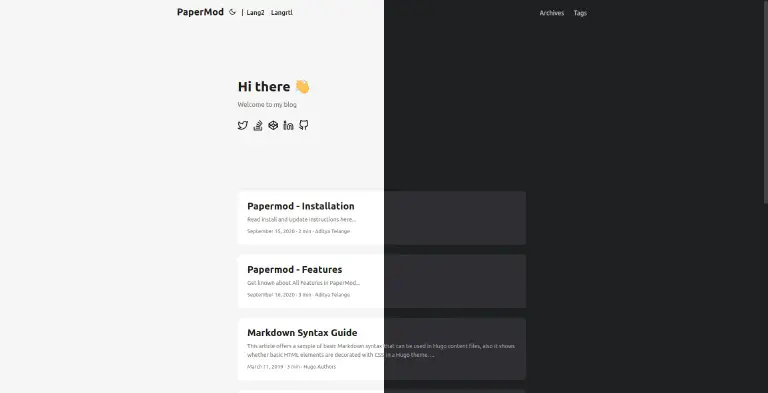 PaperMod | Lang2 Langrtl Archives Tags
Hi there 👋
Welcome to my blog
Papermod - Installation
Read Install and Update Instructions here...
September 15, 2020 · 2 min · Aditya Telange
Papermod - Features
Get known about All Features in PaperMod...
September 16, 2020 · 3 min · Aditya Telange
Markdown Syntax Guide
This article offers a sample of basic Markdown syntax that can be used in Hugo content files, also it shows
whether basic HTML elements are decorated with CSS in a Hugo theme. ...
March 11, 2019 · 3 min · Hugo Authors